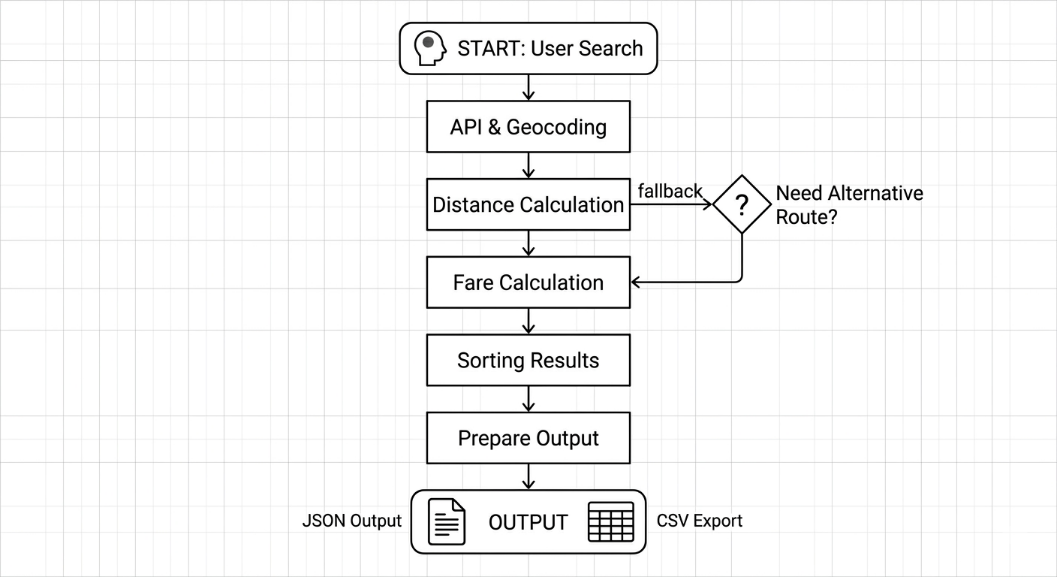 START: User Search
API & Geocoding
Distance Calculation
fallback
?
Need Alternative
Route?
Fare Calculation
Sorting Results
Prepare Output
JSON Output
OUTPUT
CSV Export